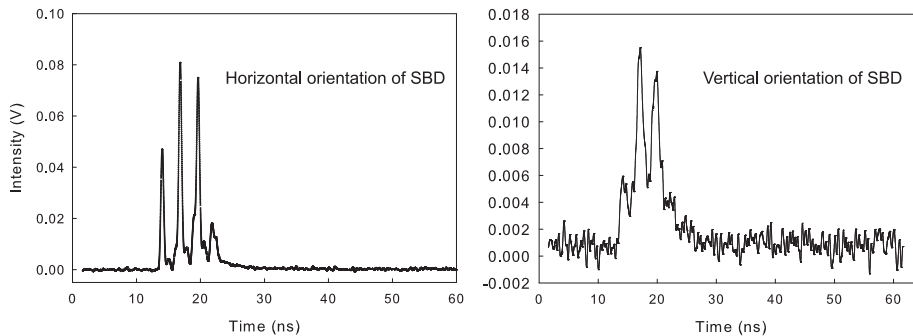 0.10
0.08
0.06
0.04
0.02
0.00
Intensity (V)
Horizontal orientation of SBD
0 10 20 30 40 50 60
Time (ns)
0.018
0.016
0.014
0.012
0.010
0.008
0.006
0.004
0.002
0.000
-0.002
Vertical orientation of SBD
0 10 20 30 40 50 60
Time (ns)